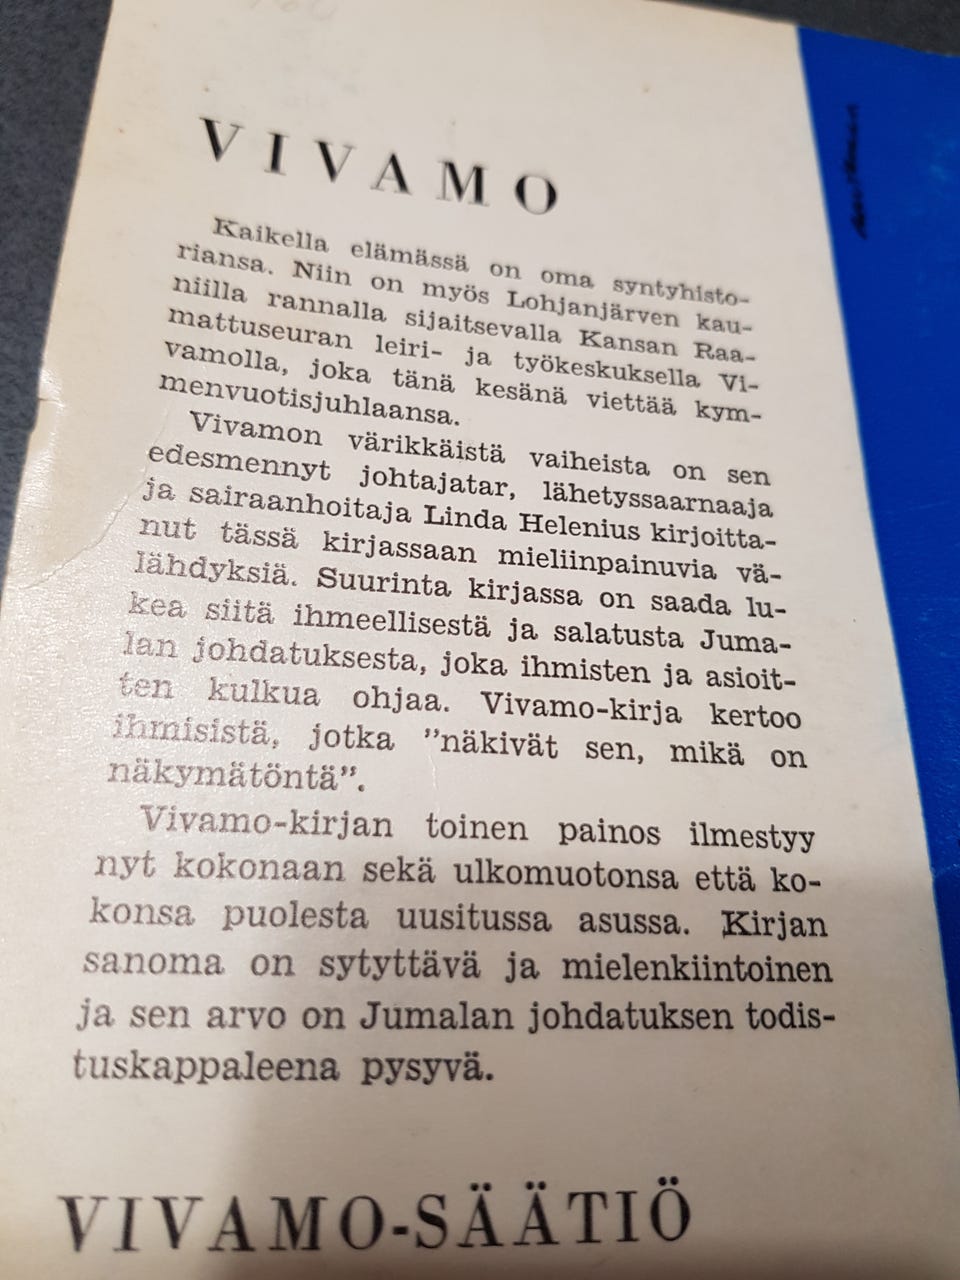 VIVAMO
Kaikella elämässä on oma syntyhisto-
riansa. Niin on myös Lohjanjärven kau-
niilla rannalla sijaitsevalla Kansan Raa-
mattuseuran leiri- ja työkeskuksella Vi-
vamolla, joka tänä kesänä viettää kym-
menvuotisjuhlaansa.
Vivamon värikkäistä vaiheista on sen
edesmennyt johtajatar, lähetyssaarnaaja
ja sairaanhoitaja Linda Helenius kirjoitta-
nut tässä kirjassaan mieliinpainuvia vä-
lähdyksiä. Suurinta kirjassa on saada lu-
kea siitä ihmeellisestä ja salatusta Juma-
lan johdatuksesta, joka ihmisten ja asioit-
ten kulkua ohjaa. Vivamo-kirja kertoo
ihmisistä, jotka ”näkivät sen, mikä on
näkymätöntä”.
Vivamo-kirjan toinen painos ilmestyy
nyt kokonaan sekä ulkomuotonsa että ko-
konsa puolesta uusitussa asussa. Kirjan
sanoma on sytyttävä ja mielenkiintoinen
ja sen arvo on Jumalan johdatuksen todis-
tuskappaleena pysyvä.
VIVAMO-SÄÄTIÖ